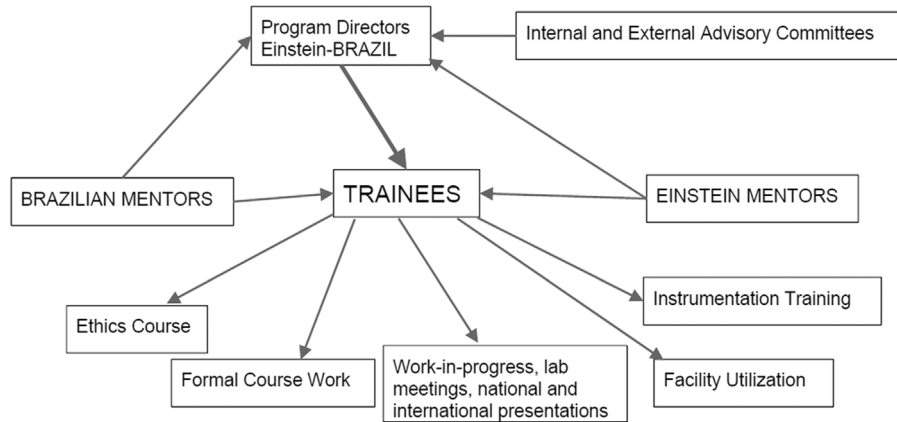 Program Directors
Einstein-BRAZIL
Internal and External Advisory Committees
BRAZILIAN MENTORS
TRAINEES
EINSTEIN MENTORS
Ethics Course
Formal Course Work
Work-in-progress, lab
meetings, national and
international presentations
Facility Utilization
Instrumentation Training